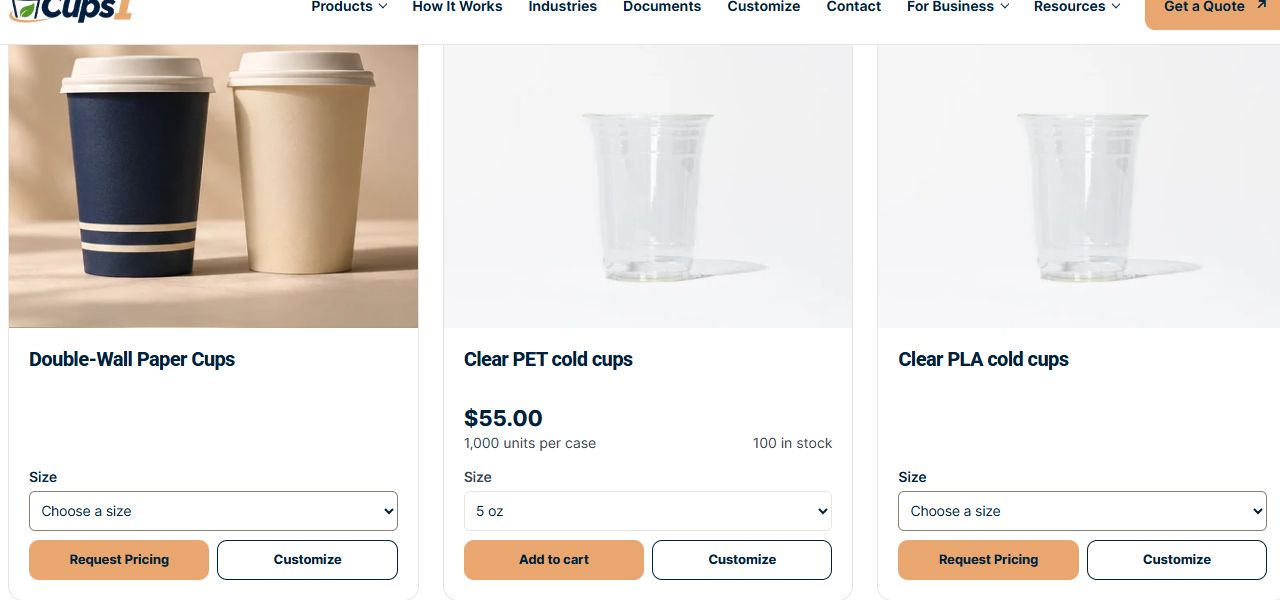 Cups1
Products
How It Works
Industries
Documents
Customize
Contact
For Business
Resources
Get a Quote
Double-Wall Paper Cups
Size
Choose a size
Request Pricing
Customize
Clear PET cold cups
$55.00
1,000 units per case
100 in stock
Size
5 oz
Add to cart
Customize
Clear PLA cold cups
Size
Choose a size
Request Pricing
Customize